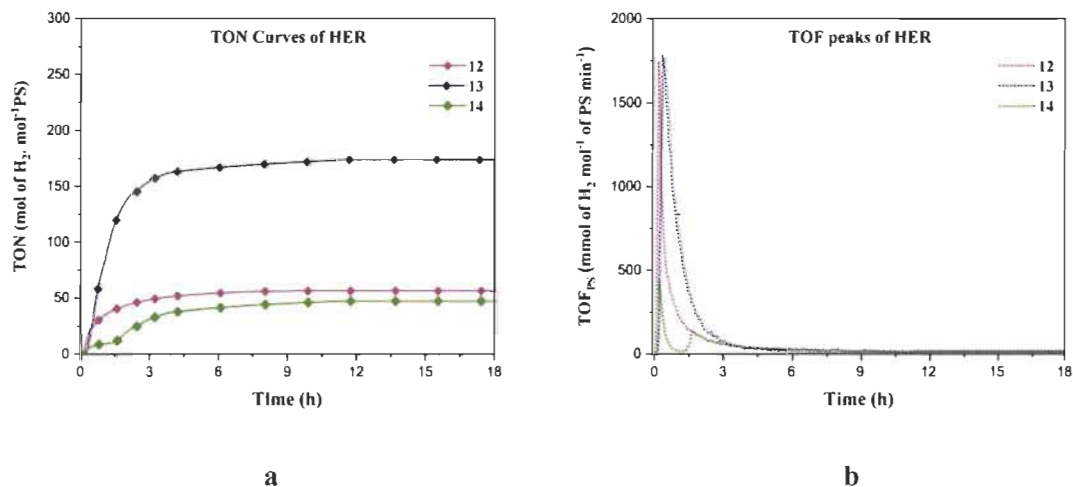 TON Curves of HER
12
13
14
TON (mol of H₂. mol⁻¹PS)
300
250
200
150
100
50
0
0 3 6 9 12 15 18
Time (h)
a
TOF peaks of HER
12
13
14
TOF_PS (mmol of H₂ mol⁻¹ of PS min⁻¹)
2000
1500
1000
500
0
0 3 6 9 12 15 18
Time (h)
b